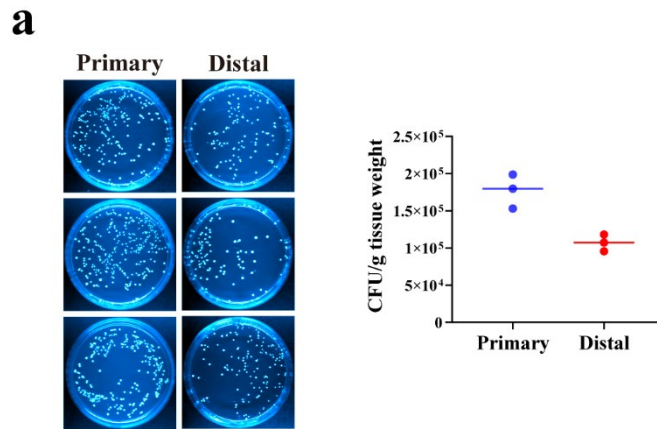 a
Primary Distal
CFU/g tissue weight
2.5×10⁵
2×10⁵
1.5×10⁵
1×10⁵
5×10⁴
0
Primary Distal